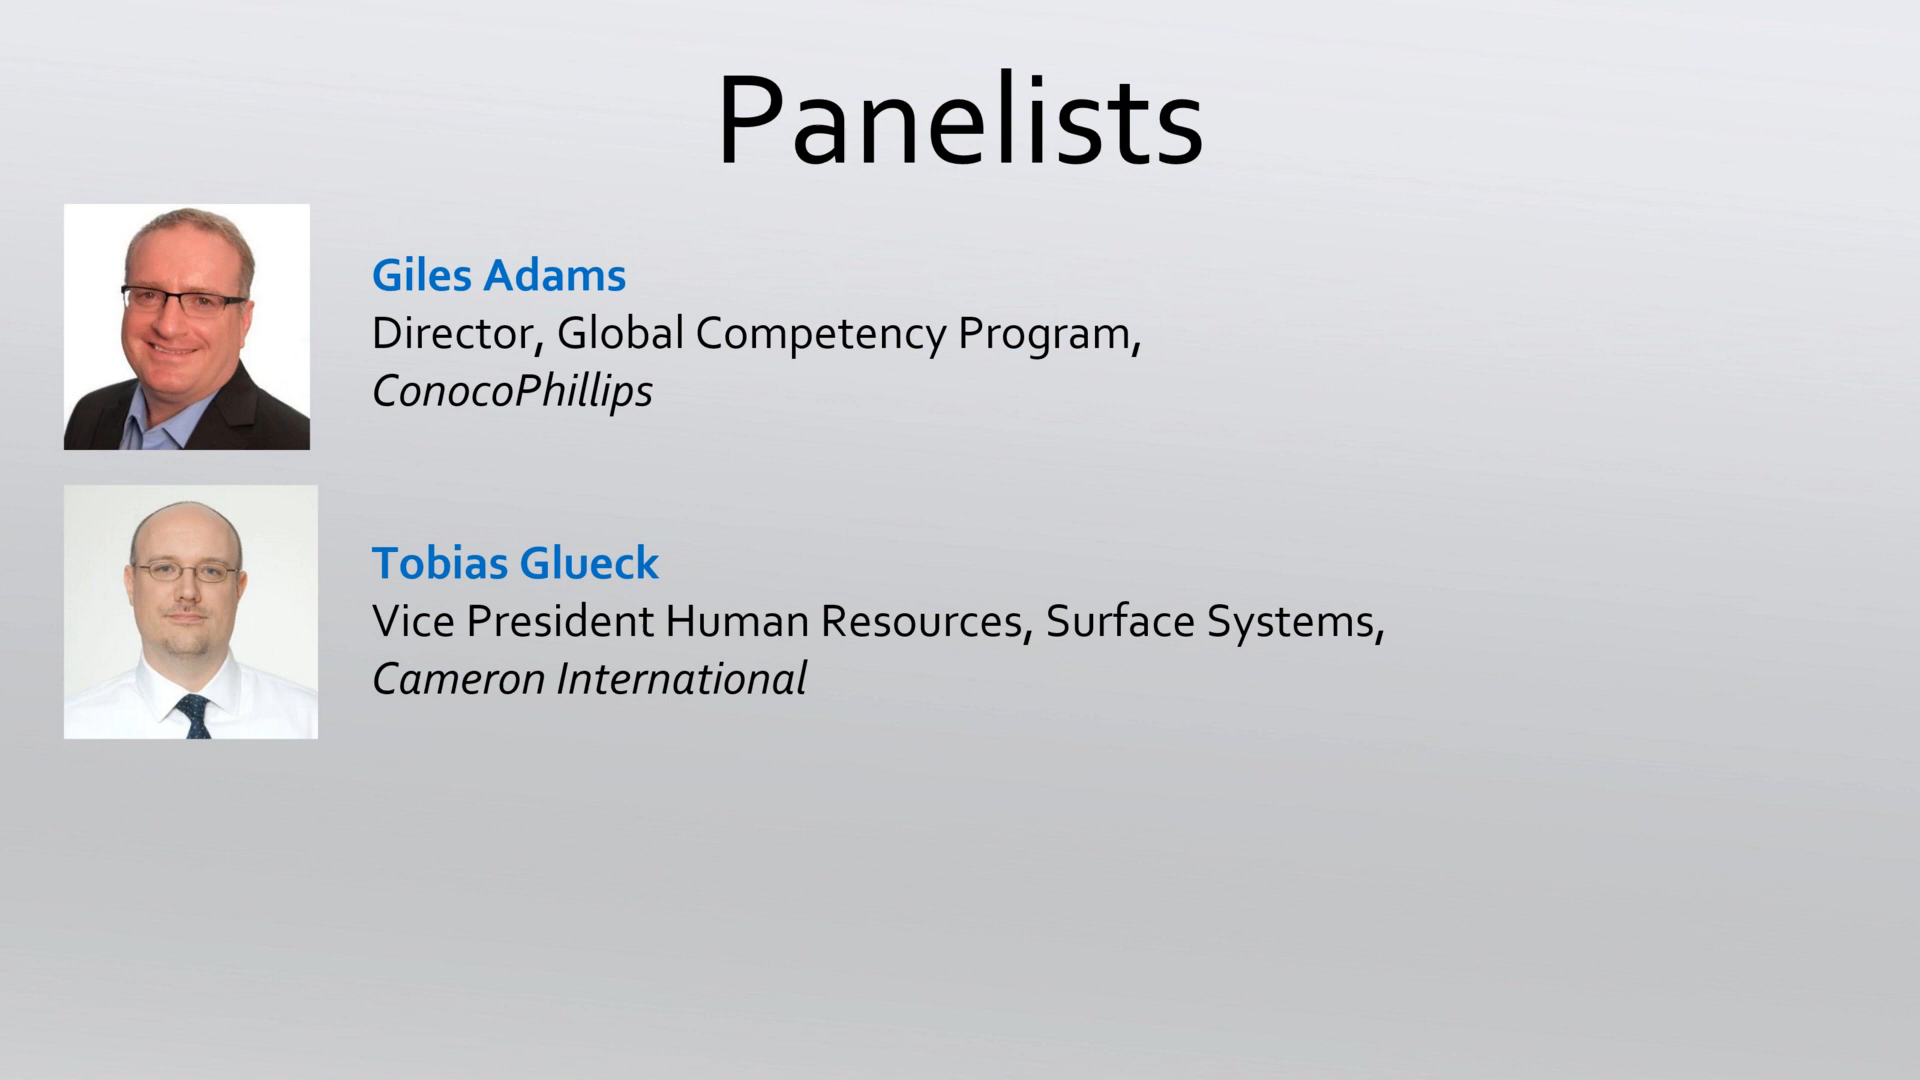 Panelists
Giles Adams
Director, Global Competency Program,
ConocoPhillips
Tobias Glueck
Vice President Human Resources, Surface Systems,
Cameron International